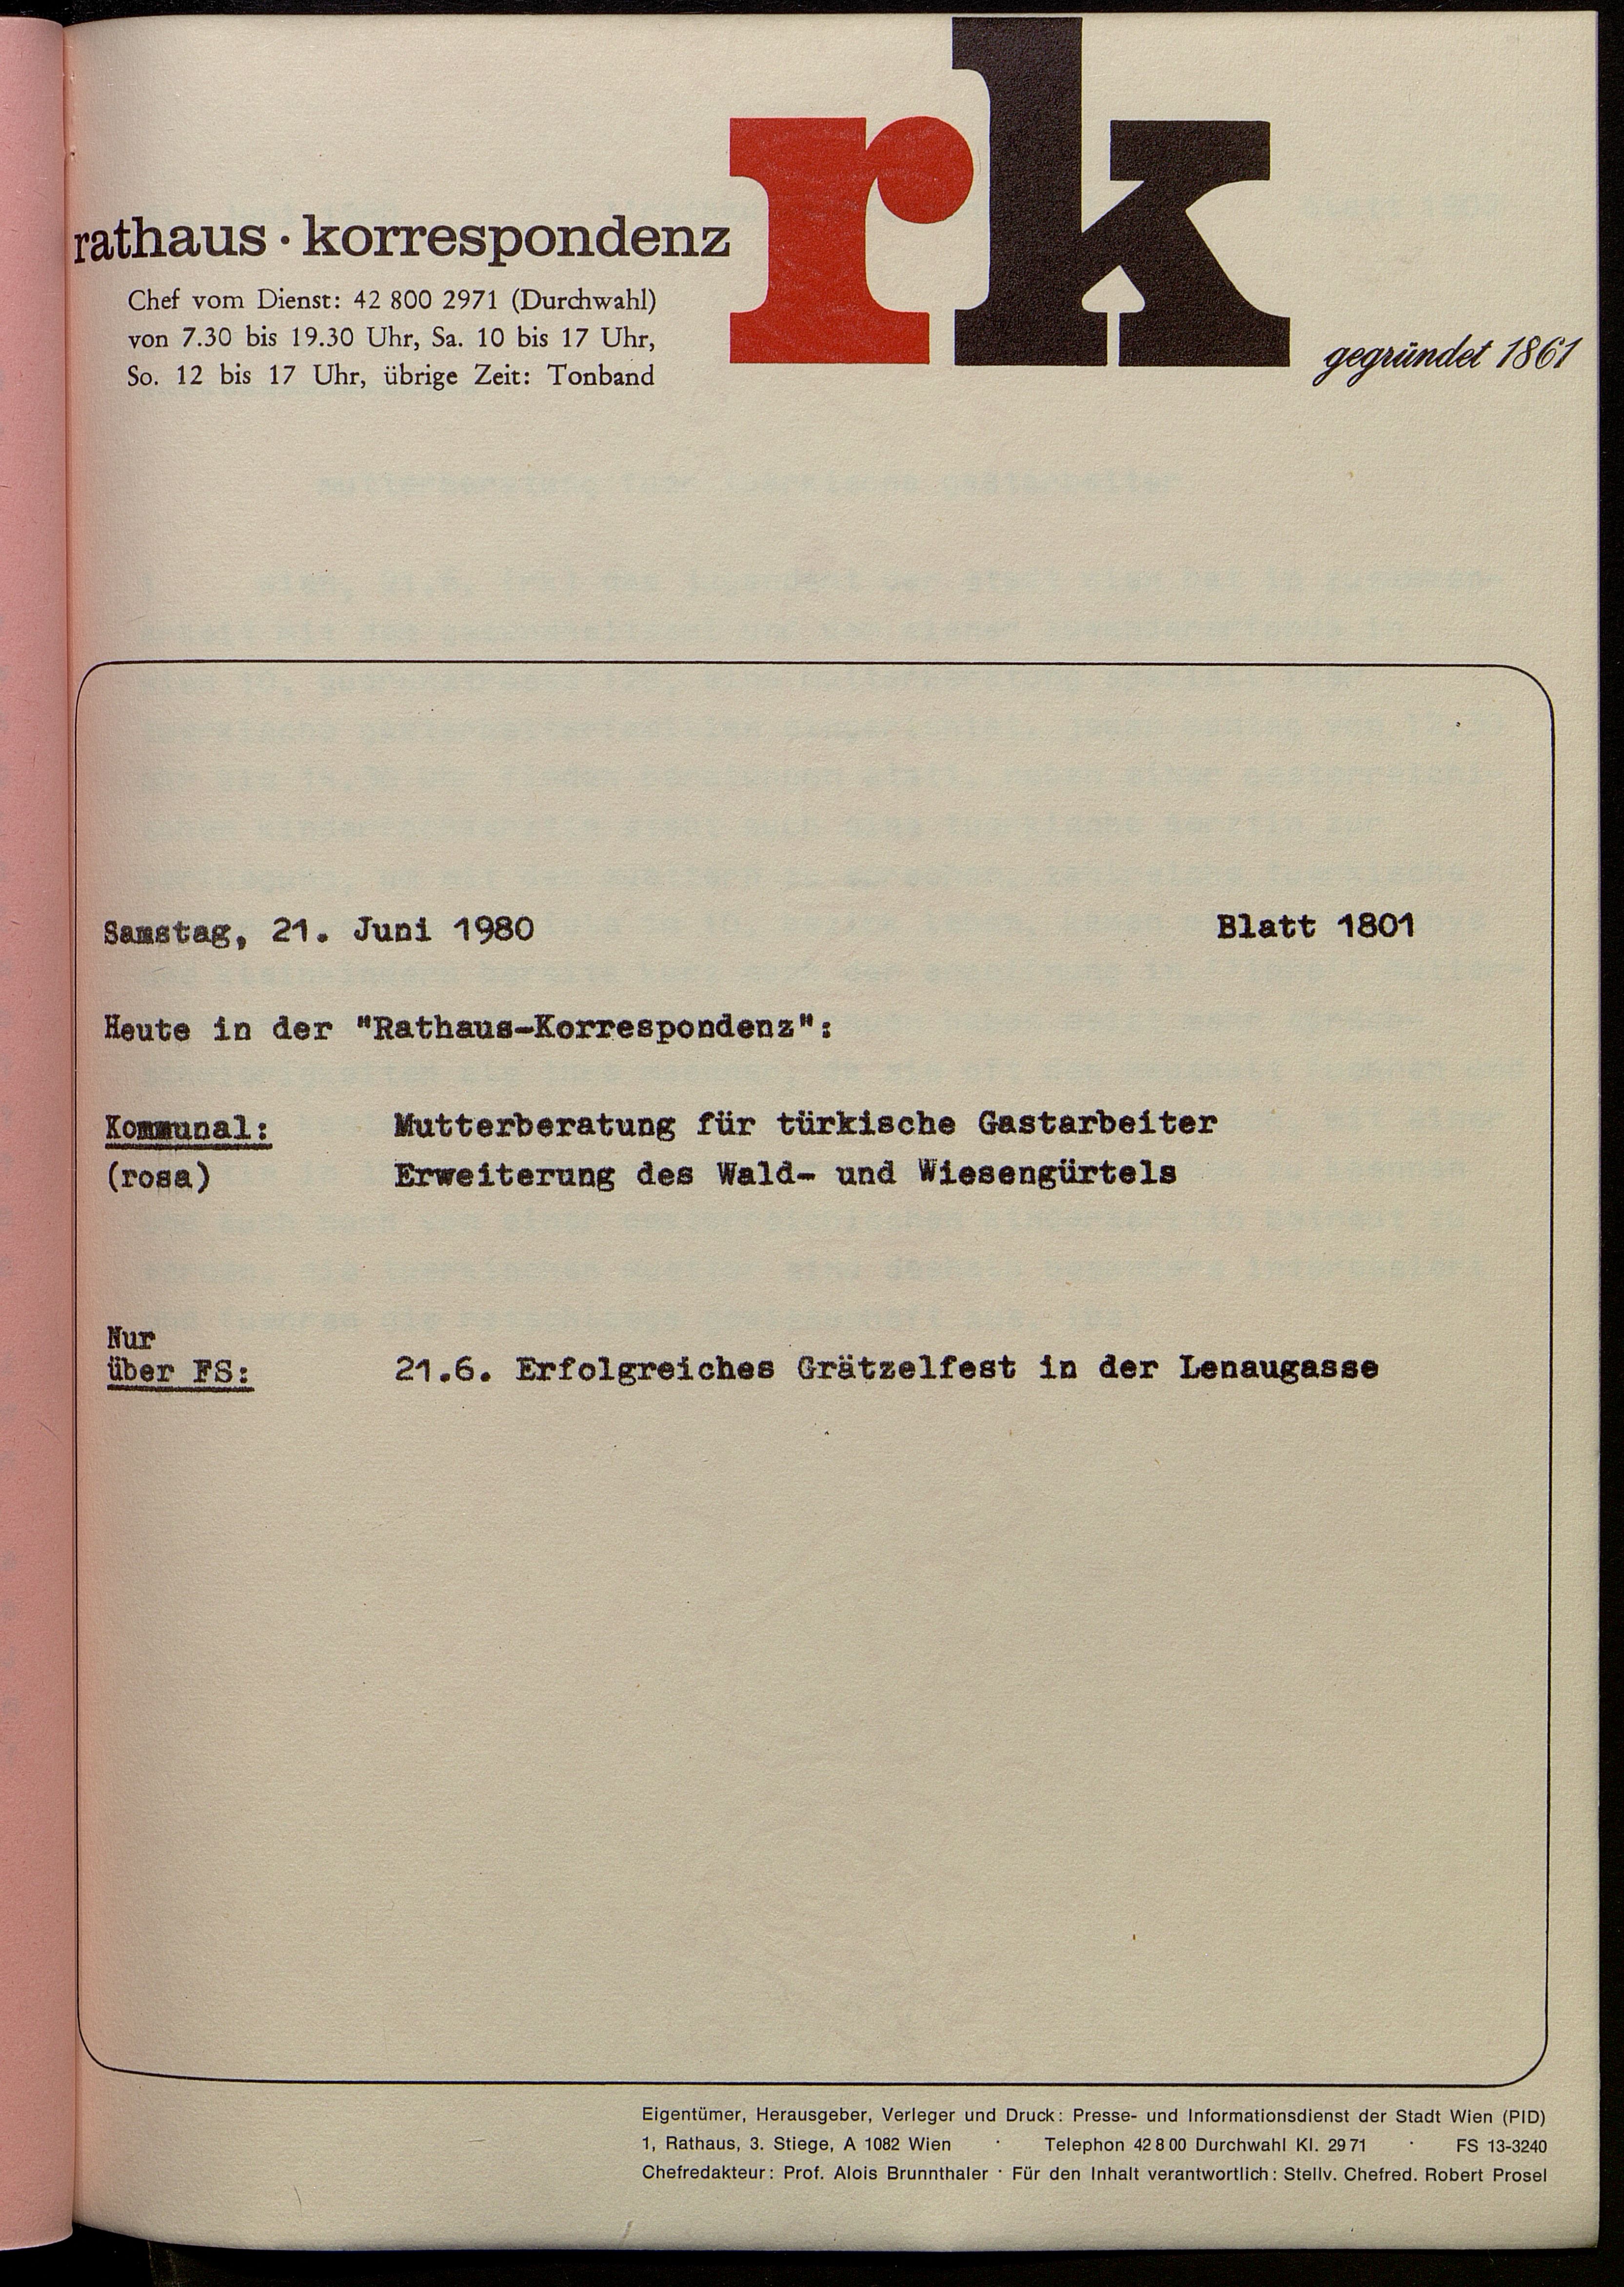 rk
rathaus · korrespondenz
Chef vom Dienst: 42 800 2971 (Durchwahl)
von 7.30 bis 19.30 Uhr, Sa. 10 bis 17 Uhr,
So. 12 bis 17 Uhr, übrige Zeit: Tonband
gegründet 1861
Samstag, 21. Juni 1980 Blatt 1801
Heute in der "Rathaus-Korrespondenz":
Kommunal: Mutterberatung für türkische Gastarbeiter
(rosa) Erweiterung des Wald- und Wiesengürtels
Nur
über FS: 21.6. Erfolgreiches Grätzelfest in der Lenaugasse
Eigentümer, Herausgeber, Verleger und Druck: Presse- und Informationsdienst der Stadt Wien (PID)
1, Rathaus, 3. Stiege, A 1082 Wien · Telephon 42 8 00 Durchwahl Kl. 29 71 · FS 13-3240
Chefredakteur: Prof. Alois Brunnthaler · Für den Inhalt verantwortlich: Stellv. Chefred. Robert Prosel